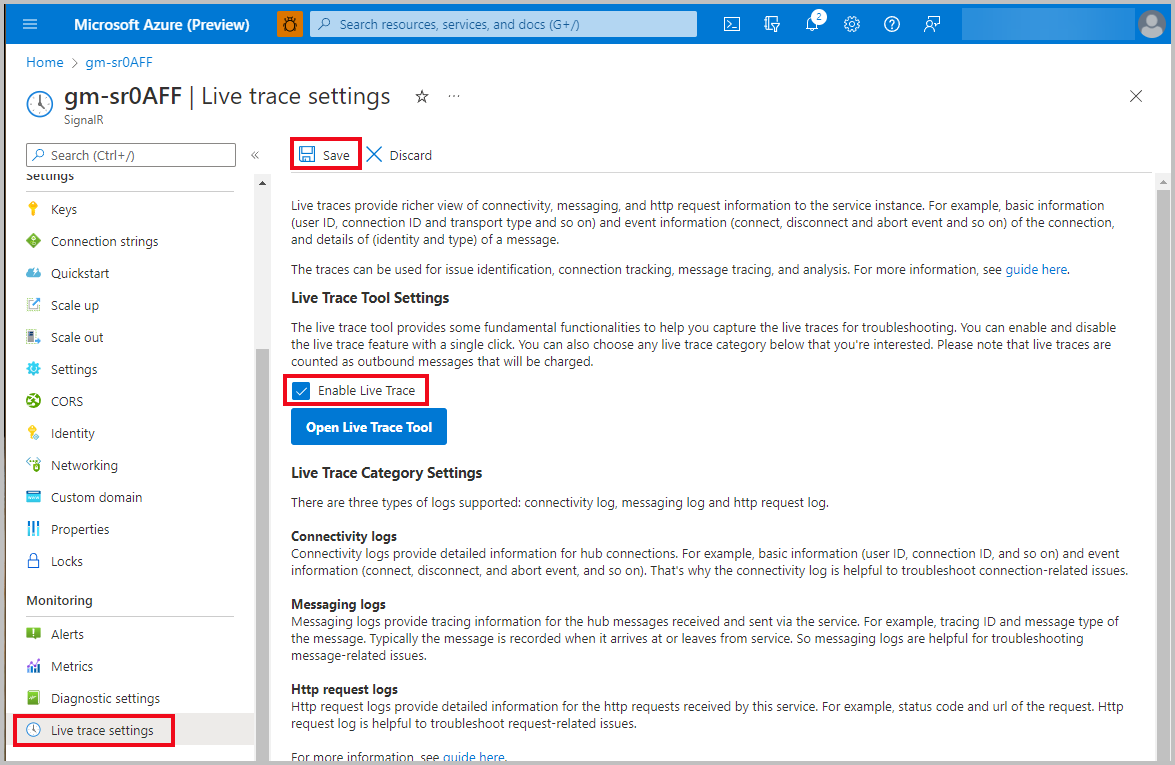 Microsoft Azure (Preview)
Search resources, services, and docs (G+/)
2
Home > gm-sr0AFF
gm-sr0AFF | Live trace settings
SignalR
Search (Ctrl+/)
«
Settings
Keys
Connection strings
Quickstart
Scale up
Scale out
Settings
CORS
Identity
Networking
Custom domain
Properties
Locks
Monitoring
Alerts
Metrics
Diagnostic settings
Live trace settings
Save
Discard
Live traces provide richer view of connectivity, messaging, and http request information to the service instance. For example, basic information
(user ID, connection ID and transport type and so on) and event information (connect, disconnect and abort event and so on) of the connection,
and details of (identity and type) of a message.
The traces can be used for issue identification, connection tracking, message tracing, and analysis. For more information, see guide here.
Live Trace Tool Settings
The live trace tool provides some fundamental functionalities to help you capture the live traces for troubleshooting. You can enable and disable
the live trace feature with a single click. You can also choose any live trace category below that you're interested. Please note that live traces are
counted as outbound messages that will be charged.
Enable Live Trace
Open Live Trace Tool
Live Trace Category Settings
There are three types of logs supported: connectivity log, messaging log and http request log.
Connectivity logs
Connectivity logs provide detailed information for hub connections. For example, basic information (user ID, connection ID, and so on) and event
information (connect, disconnect, and abort event, and so on). That's why the connectivity log is helpful to troubleshoot connection-related issues.
Messaging logs
Messaging logs provide tracing information for the hub messages received and sent via the service. For example, tracing ID and message type of
the message. Typically the message is recorded when it arrives at or leaves from service. So messaging logs are helpful for troubleshooting
message-related issues.
Http request logs
Http request logs provide detailed information for the http requests received by this service. For example, status code and url of the request. Http
request log is helpful to troubleshoot request-related issues.
For more information, see guide here.